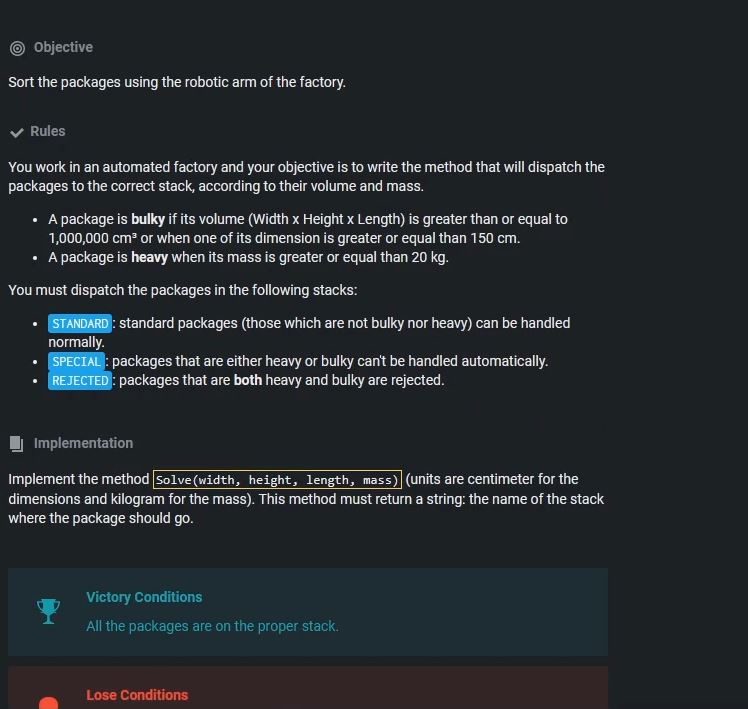 Objective
Sort the packages using the robotic arm of the factory.
Rules
You work in an automated factory and your objective is to write the method that will dispatch the
packages to the correct stack, according to their volume and mass.
• A package is bulky if its volume (Width x Height x Length) is greater than or equal to
1,000,000 cm³ or when one of its dimension is greater or equal than 150 cm.
• A package is heavy when its mass is greater or equal than 20 kg.
You must dispatch the packages in the following stacks:
• STANDARD: standard packages (those which are not bulky nor heavy) can be handled
normally.
• SPECIAL: packages that are either heavy or bulky can't be handled automatically.
• REJECTED: packages that are both heavy and bulky are rejected.
Implementation
Implement the method Solve(width, height, length, mass) (units are centimeter for the
dimensions and kilogram for the mass). This method must return a string: the name of the stack
where the package should go.
Victory Conditions
All the packages are on the proper stack.
Lose Conditions